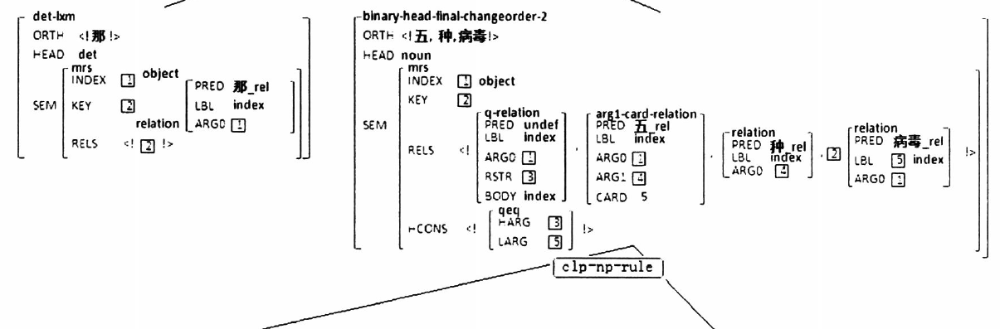 det-lxm
ORTH <! 那 !>
HEAD det
mrs
INDEX 1 object
KEY 2
SEM
relation
PRED 那_rel
LBL index
ARG0 1
RELS <! 2 !>
binary-head-final-changeorder-2
ORTH <! 五, 种,病毒!>
HEAD noun
mrs
INDEX 1 object
KEY 2
SEM
RELS <!
q-relation
PRED undef
LBL index
ARG0 1
RSTR 3
BODY index
,
arg1-card-relation
PRED 五_rel
LBL index
ARG0 1
ARG1 4
CARD 5
,
relation
PRED 种_rel
LBL index
ARG0 4
, 2
relation
PRED 病毒_rel
LBL 5 index
ARG0 1
!>
HCONS <!
qeq
HARG 3
LARG 5
!>
clp-np-rule